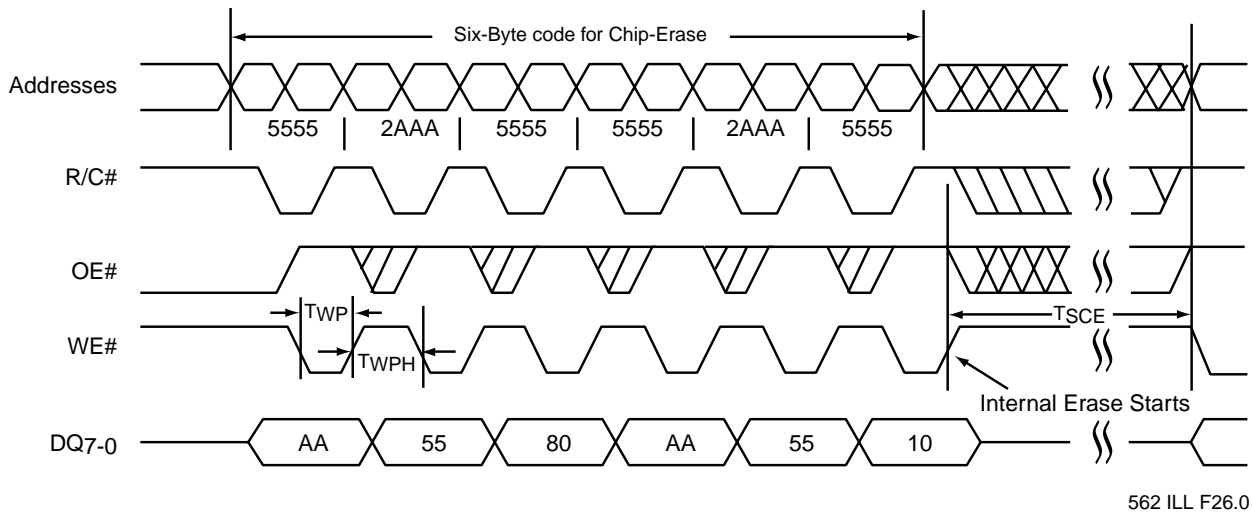 Six-Byte code for Chip-Erase
Addresses
5555 2AAA 5555 5555 2AAA 5555
R/C#
OE#
TWP
TSCE
WE#
TWPH
Internal Erase Starts
DQ7-0
AA 55 80 AA 55 10
562 ILL F26.0